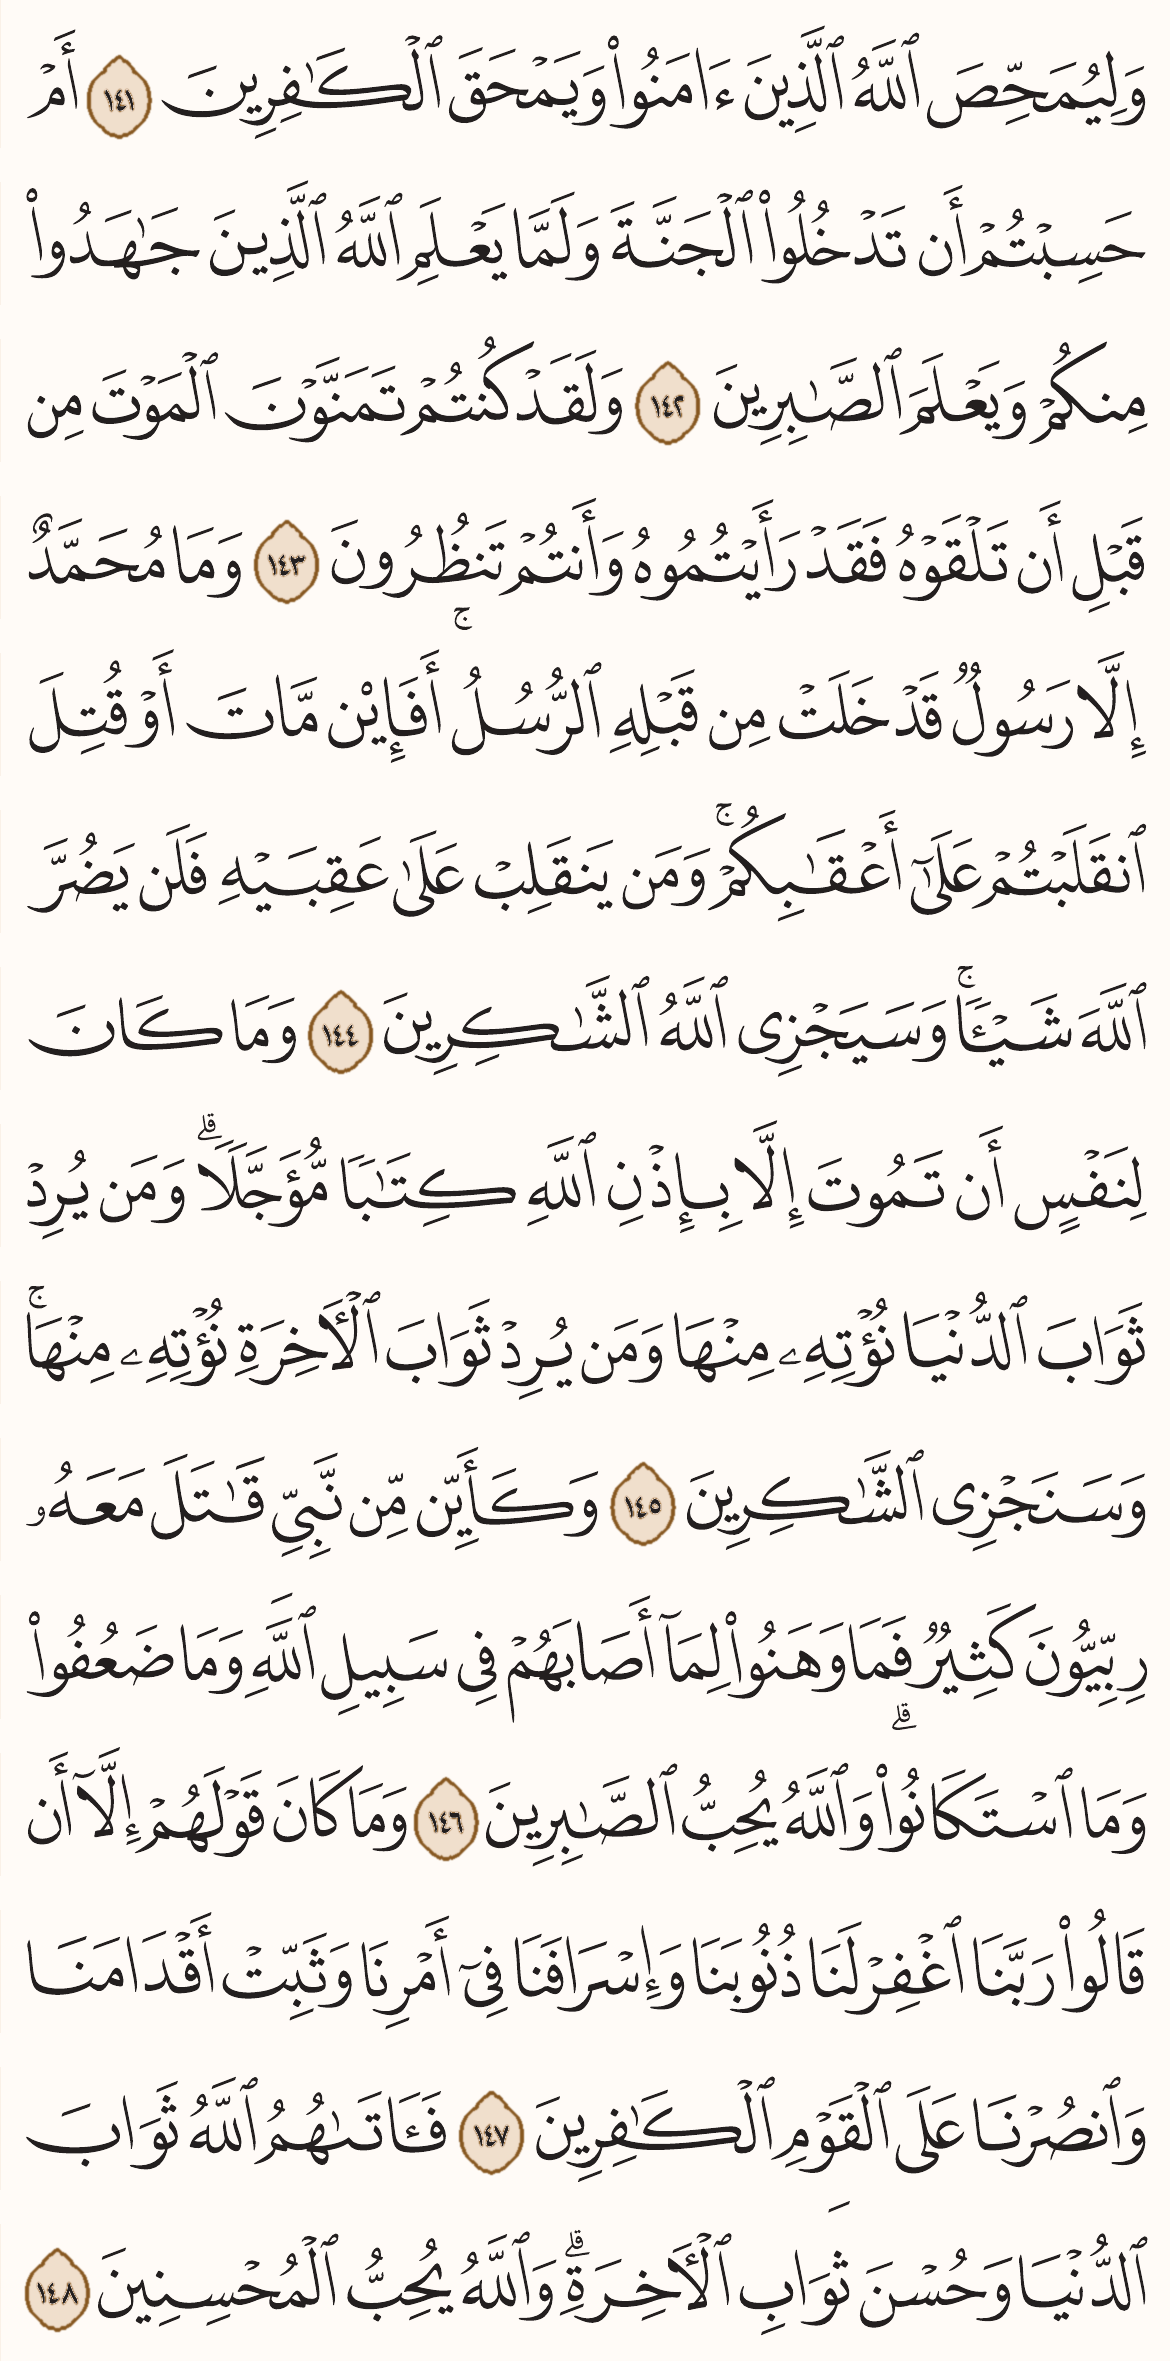 وَلِيُمَحِّصَ ٱللَّهُ ٱلَّذِينَ ءَامَنُوا۟ وَيَمْحَقَ ٱلْكَـٰفِرِينَ ١٤١ أَمْ
حَسِبْتُمْ أَن تَدْخُلُوا۟ ٱلْجَنَّةَ وَلَمَّا يَعْلَمِ ٱللَّهُ ٱلَّذِينَ جَـٰهَدُوا۟
مِنكُمْ وَيَعْلَمَ ٱلصَّـٰبِرِينَ ١٤٢ وَلَقَدْ كُنتُمْ تَمَنَّوْنَ ٱلْمَوْتَ مِن
قَبْلِ أَن تَلْقَوْهُ فَقَدْ رَأَيْتُمُوهُ وَأَنتُمْ تَنظُرُونَ ١٤٣ وَمَا مُحَمَّدٌ
إِلَّا رَسُولٌ قَدْ خَلَتْ مِن قَبْلِهِ ٱلرُّسُلُ ۚ أَفَإِي۟ن مَّاتَ أَوْ قُتِلَ
ٱنقَلَبْتُمْ عَلَىٰٓ أَعْقَـٰبِكُمْ ۚ وَمَن يَنقَلِبْ عَلَىٰ عَقِبَيْهِ فَلَن يَضُرَّ
ٱللَّهَ شَيْـًٔا ۚ وَسَيَجْزِى ٱللَّهُ ٱلشَّـٰكِرِينَ ١٤٤ وَمَا كَانَ
لِنَفْسٍ أَن تَمُوتَ إِلَّا بِإِذْنِ ٱللَّهِ كِتَـٰبًا مُّؤَجَّلًا ۗ وَمَن يُرِدْ
ثَوَابَ ٱلدُّنْيَا نُؤْتِهِۦ مِنْهَا وَمَن يُرِدْ ثَوَابَ ٱلْـَٔاخِرَةِ نُؤْتِهِۦ مِنْهَا ۚ
وَسَنَجْزِى ٱلشَّـٰكِرِينَ ١٤٥ وَكَأَيِّن مِّن نَّبِىٍّ قَـٰتَلَ مَعَهُۥ
رِبِّيُّونَ كَثِيرٌ فَمَا وَهَنُوا۟ لِمَآ أَصَابَهُمْ فِى سَبِيلِ ٱللَّهِ وَمَا ضَعُفُوا۟
وَمَا ٱسْتَكَانُوا۟ ۗ وَٱللَّهُ يُحِبُّ ٱلصَّـٰبِرِينَ ١٤٦ وَمَا كَانَ قَوْلَهُمْ إِلَّآ أَن
قَالُوا۟ رَبَّنَا ٱغْفِرْ لَنَا ذُنُوبَنَا وَإِسْرَافَنَا فِىٓ أَمْرِنَا وَثَبِّتْ أَقْدَامَنَا
وَٱنصُرْنَا عَلَى ٱلْقَوْمِ ٱلْكَـٰفِرِينَ ١٤٧ فَـَٔاتَىٰهُمُ ٱللَّهُ ثَوَابَ
ٱلدُّنْيَا وَحُسْنَ ثَوَابِ ٱلْـَٔاخِرَةِ ۗ وَٱللَّهُ يُحِبُّ ٱلْمُحْسِنِينَ ١٤٨